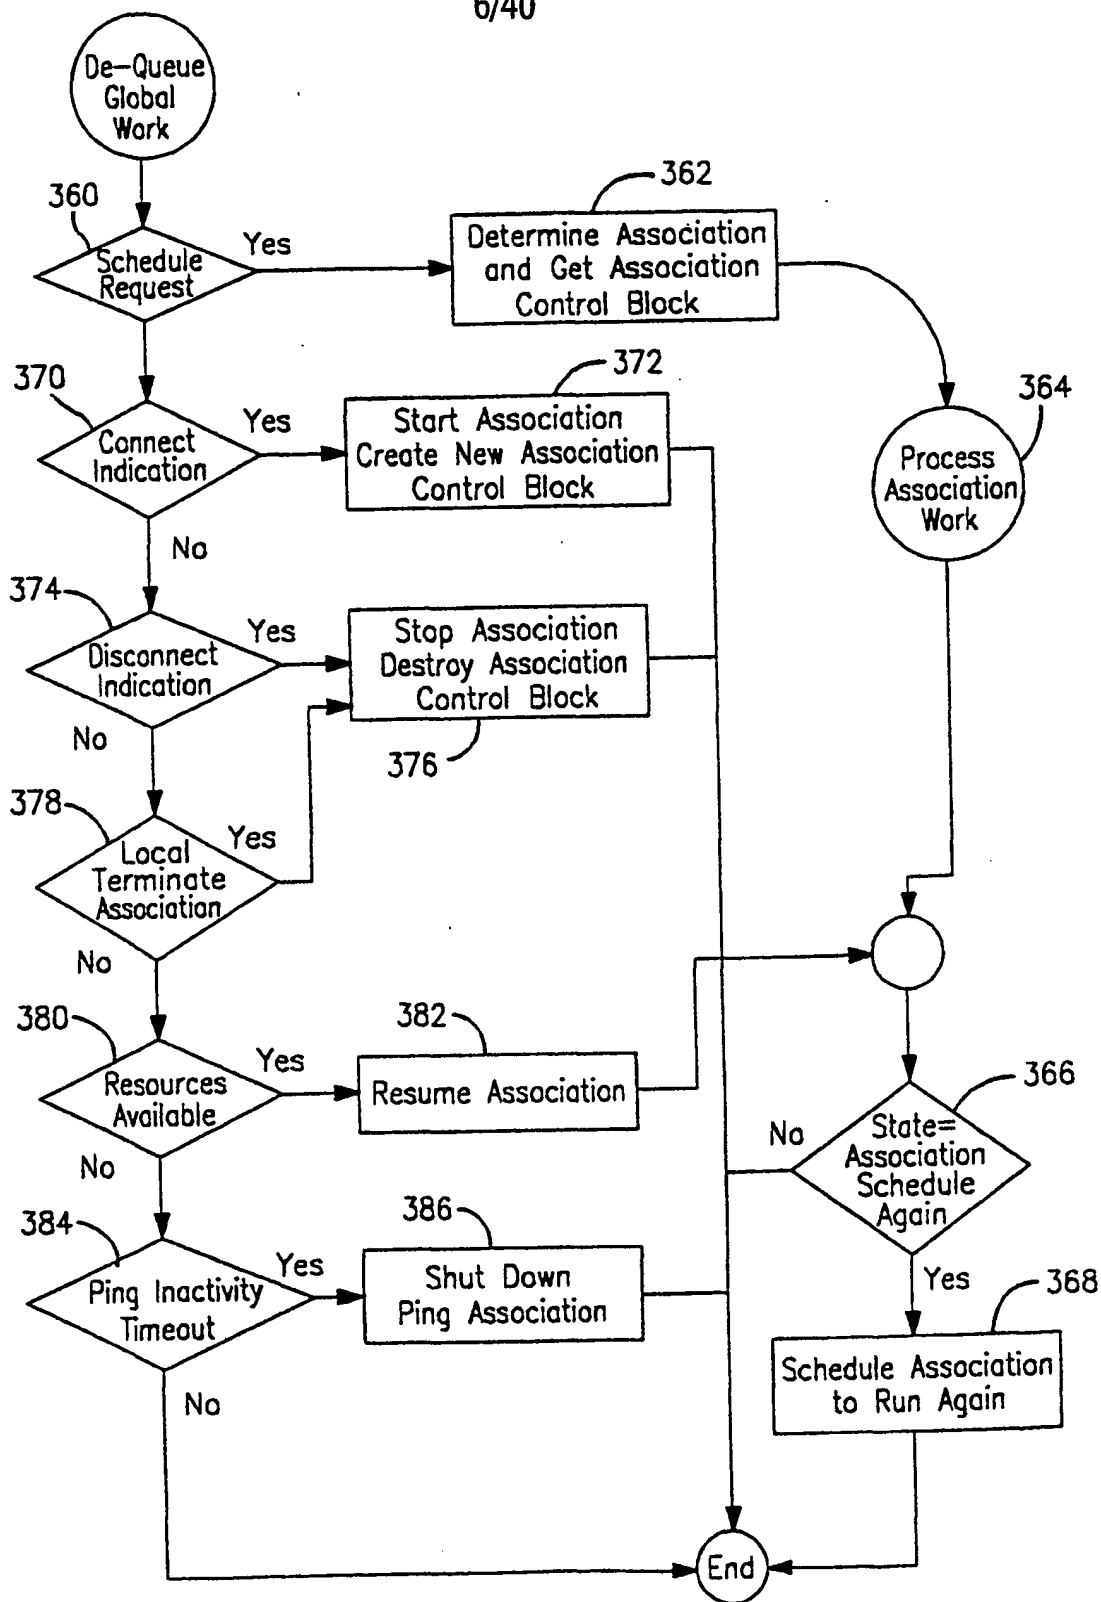 6/40
De-Queue
Global
Work
360
Schedule
Request
Yes
362
Determine Association
and Get Association
Control Block
370
Connect
Indication
Yes
372
Start Association
Create New Association
Control Block
364
Process
Association
Work
No
374
Disconnect
Indication
Yes
Stop Association
Destroy Association
Control Block
376
No
378
Local
Terminate
Association
Yes
No
380
Resources
Available
Yes
382
Resume Association
366
State=
Association
Schedule
Again
No
No
384
Ping Inactivity
Timeout
Yes
386
Shut Down
Ping Association
Yes
368
Schedule Association
to Run Again
No
End